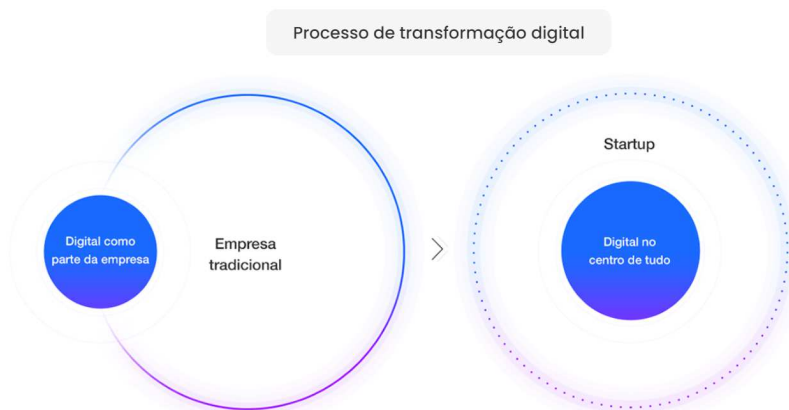 Processo de transformação digital
Startup
Digital como
parte da empresa
Empresa
tradicional
Digital no
centro de tudo